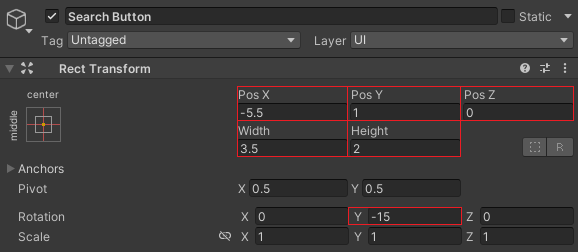 Search Button Static
Tag Untagged Layer UI
Rect Transform
center
middle
Pos X Pos Y Pos Z
-5.5 1 0
Width Height
3.5 2
R
Anchors
Pivot X 0.5 Y 0.5
Rotation X 0 Y -15 Z 0
Scale X 1 Y 1 Z 1